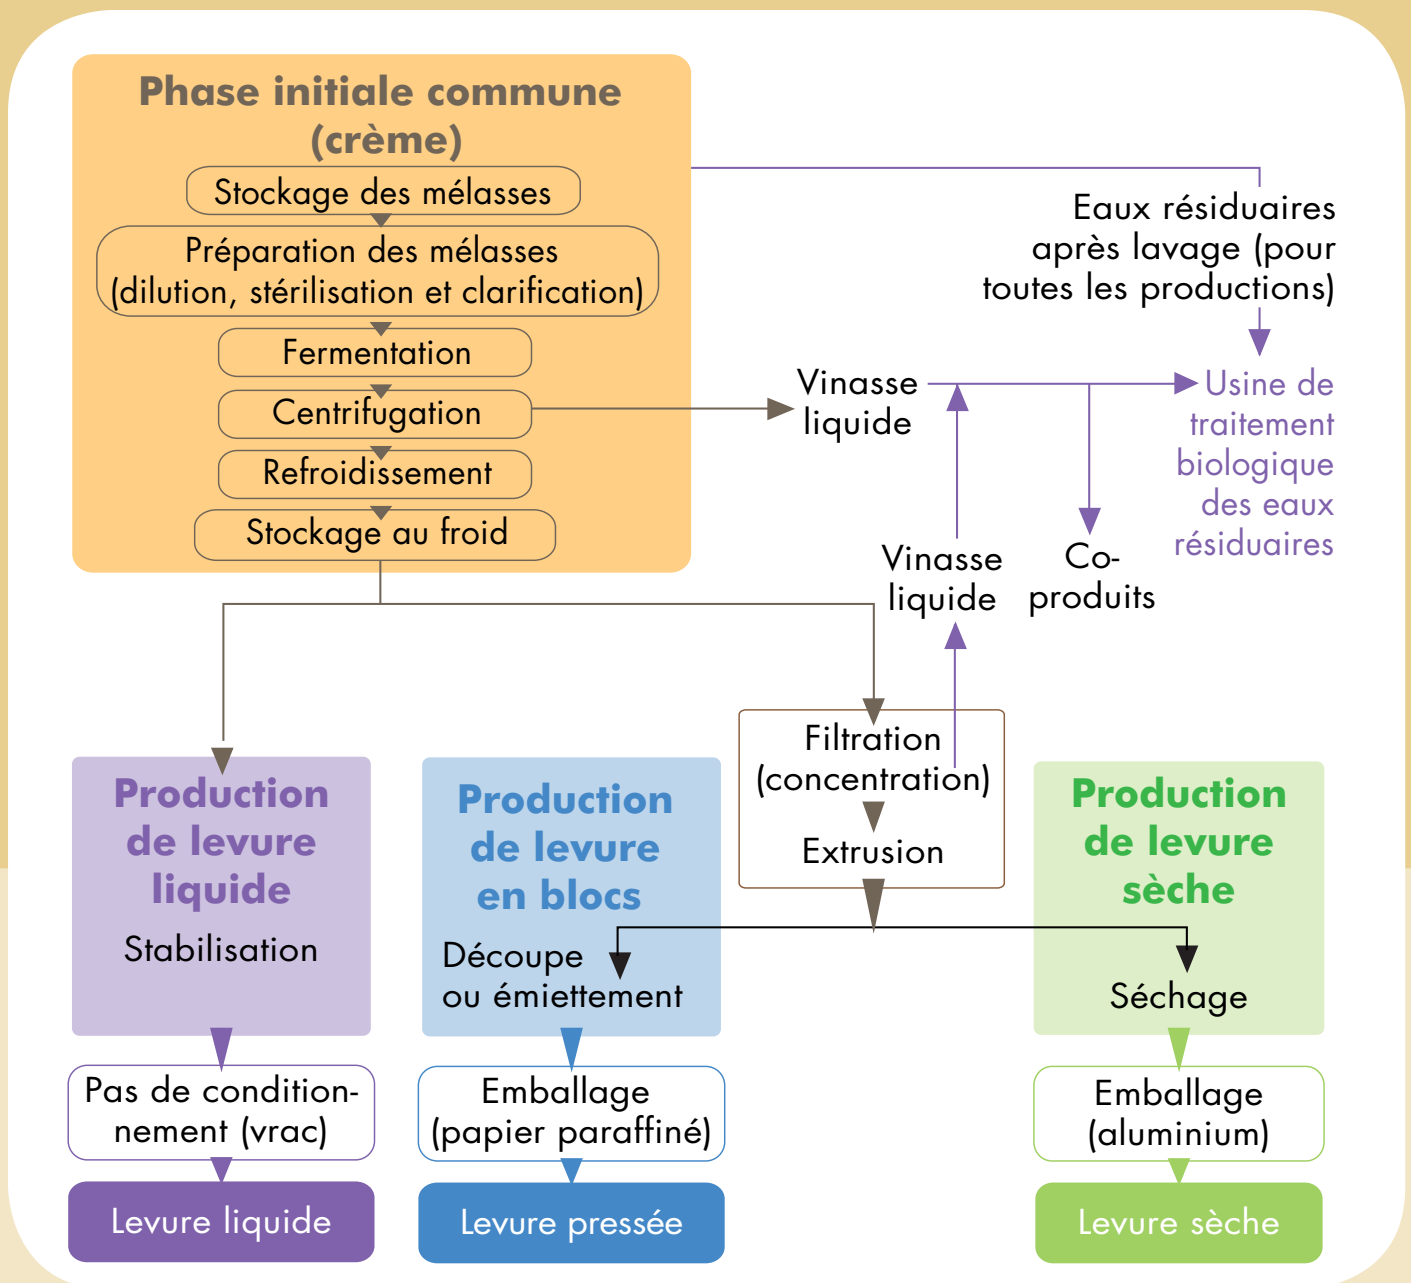 Phase initiale commune
(crème)
Stockage des mélasses
Préparation des mélasses
(dilution, stérilisation et clarification)
Fermentation
Centrifugation
Refroidissement
Stockage au froid
Eaux résiduaires
après lavage (pour
toutes les productions)
Vinasse
liquide
Usine de
traitement
biologique
des eaux
résiduaires
Vinasse
liquide
Co-
produits
Filtration
(concentration)
Extrusion
Production
de levure
liquide
Stabilisation
Pas de condition-
nement (vrac)
Levure liquide
Production
de levure
en blocs
Découpe
ou émiettement
Emballage
(papier paraffiné)
Levure pressée
Production
de levure
sèche
Séchage
Emballage
(aluminium)
Levure sèche